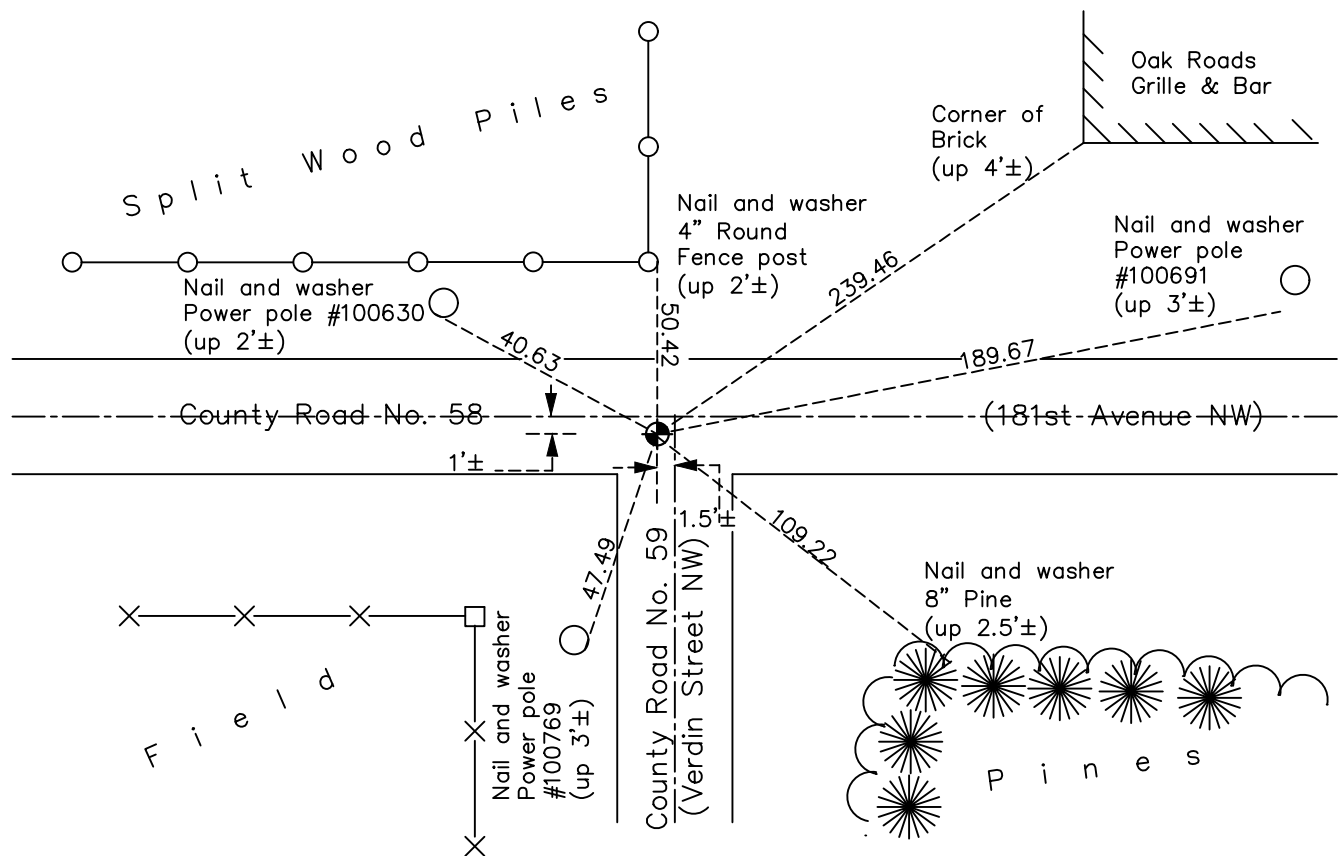 Split Wood Piles
Oak Roads
Grille & Bar
Corner of
Brick
(up 4'±)
Nail and washer
4” Round
Fence post
(up 2'±)
Nail and washer
Power pole
#100691
(up 3'±)
Nail and washer
Power pole #100630
(up 2'±)
239.46
50.42
40.63
189.67
County Road No. 58
(181st Avenue NW)
1'±
1.5'±
109.22
47.49
County Road No. 59
(Verdin Street NW)
Nail and washer
8” Pine
(up 2.5'±)
Nail and washer
Power pole
#100769
(up 3'±)
Field
Pines